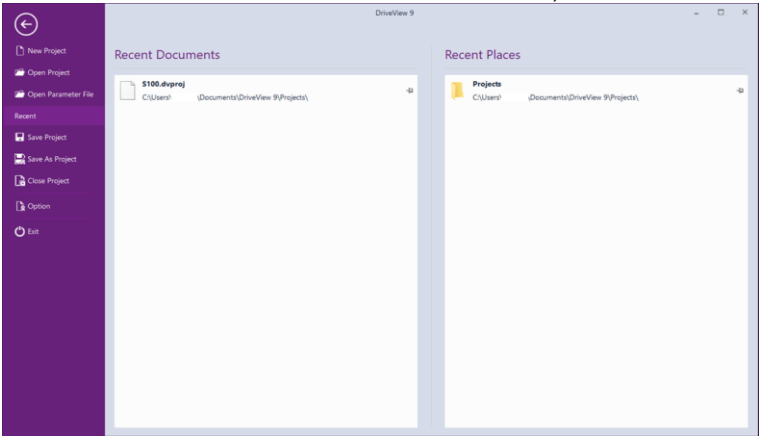 DriveView 9
New Project
Open Project
Open Parameter File
Recent
Save Project
Save As Project
Close Project
Option
Exit
Recent Documents
S100.dvproj
C:\Users\ \Documents\DriveView 9\Projects\
Recent Places
Projects
C:\Users\ \Documents\DriveView 9\Projects\